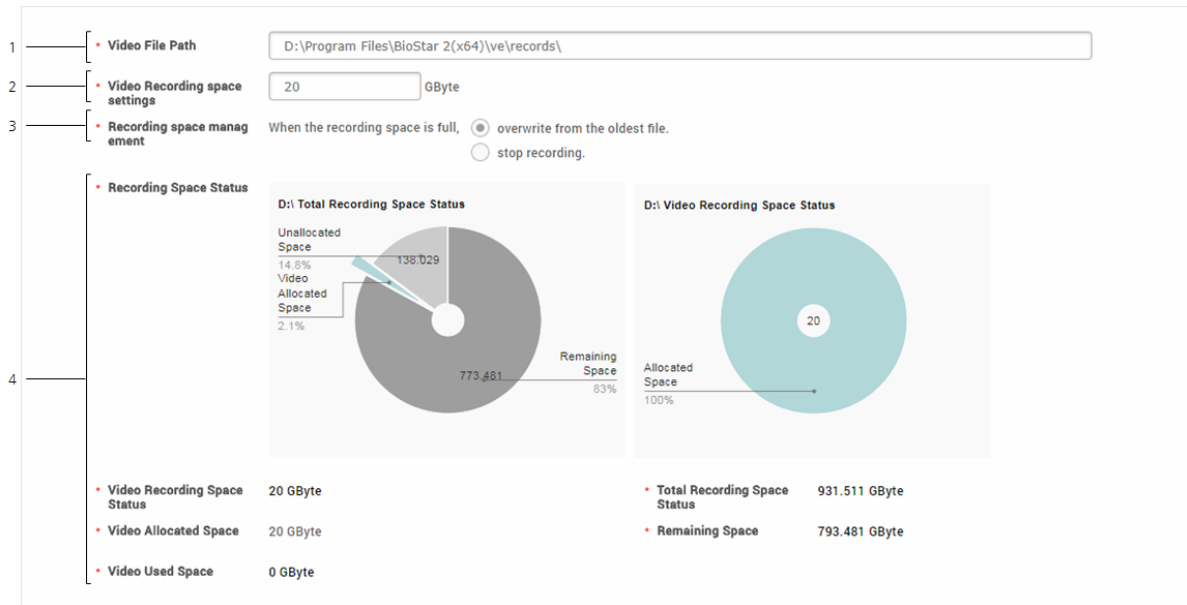 1
• Video File Path
D:\Program Files\BioStar 2(x64)\ve\records\
2
• Video Recording space
settings
20
GByte
3
• Recording space manag
ement
When the recording space is full,
overwrite from the oldest file.
stop recording.
4
• Recording Space Status
D:\ Total Recording Space Status
Unallocated
Space
14.8%
138.029
Video
Allocated
Space
2.1%
773.481
Remaining
Space
83%
D:\ Video Recording Space Status
20
Allocated
Space
100%
• Video Recording Space
Status
20 GByte
• Total Recording Space
Status
931.511 GByte
• Video Allocated Space
20 GByte
• Remaining Space
793.481 GByte
• Video Used Space
0 GByte